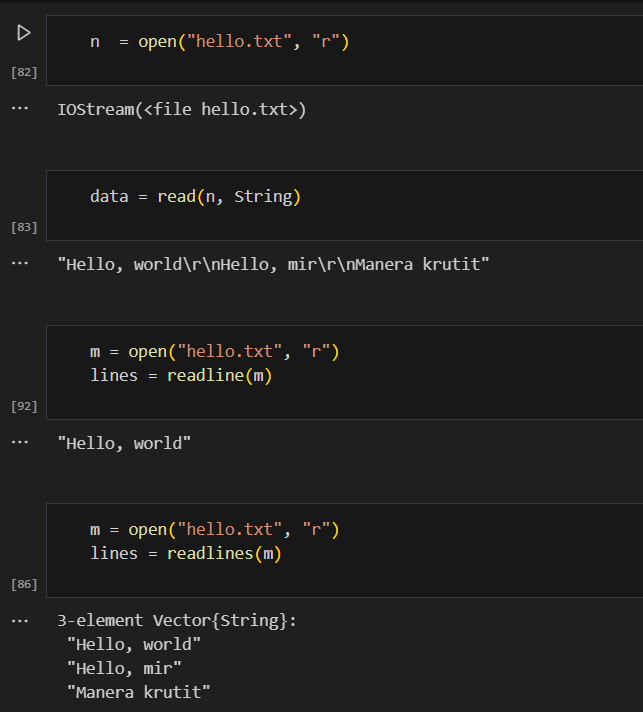 n  = open("hello.txt", "r")
[82]
... IOStream(<file hello.txt>)
data = read(n, String)
[83]
... "Hello, world\r\nHello, mir\r\nManera krutit"
m = open("hello.txt", "r")
lines = readline(m)
[92]
... "Hello, world"
m = open("hello.txt", "r")
lines = readlines(m)
[86]
... 3-element Vector{String}:
 "Hello, world"
 "Hello, mir"
 "Manera krutit"